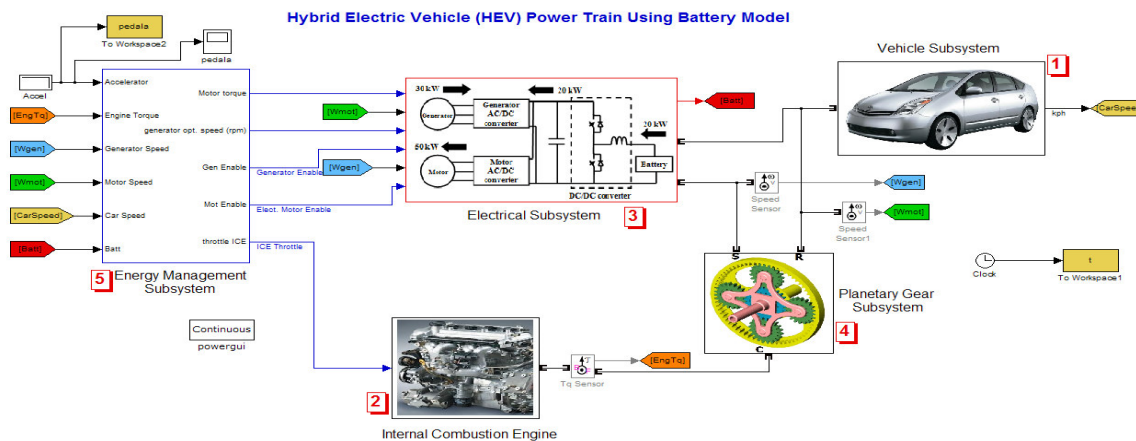 Hybrid Electric Vehicle (HEV) Power Train Using Battery Model
pedala
To Workspace2
pedala
Accel
[EngTq]
[Wgen]
[Wmot]
[CarSpeed]
[Batt]
Accelerator
Engine Torque
Generator Speed
Motor Speed
Car Speed
Batt
Motor torque
generator opt. speed (rpm)
Gen Enable
Mot Enable
throttle ICE
5
Energy Management
Subsystem
Generator Enable
Elect. Motor Enable
ICE Throttle
[Wmot]
[Wgen]
30 kW
Generator
Generator
AC/DC
converter
20 kW
50 kW
Motor
Motor
AC/DC
converter
DC/DC converter
20 kW
Battery
Electrical Subsystem
3
[Batt]
Vehicle Subsystem
1
kph
[CarSpeed
Speed
Sensor
[Wgen]
Speed
Sensor1
[Wmot]
S
R
C
Planetary Gear
Subsystem
4
Clock
t
To Workspace1
Continuous
powergui
2
Internal Combustion Engine
Tq Sensor
[EngTq]